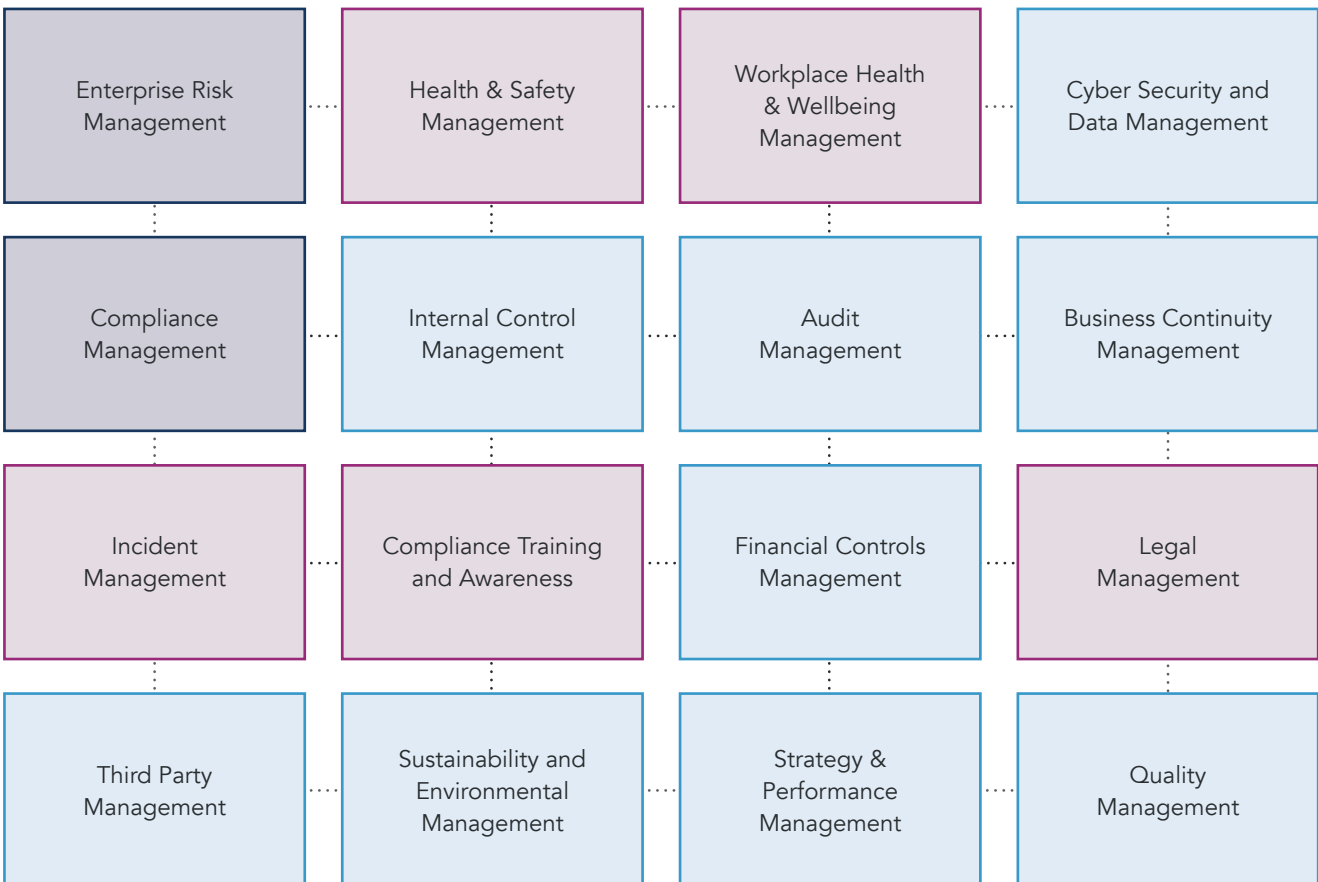 Enterprise Risk
Management
Health & Safety
Management
Workplace Health
& Wellbeing
Management
Cyber Security and
Data Management
Compliance
Management
Internal Control
Management
Audit
Management
Business Continuity
Management
Incident
Management
Compliance Training
and Awareness
Financial Controls
Management
Legal
Management
Third Party
Management
Sustainability and
Environmental
Management
Strategy &
Performance
Management
Quality
Management